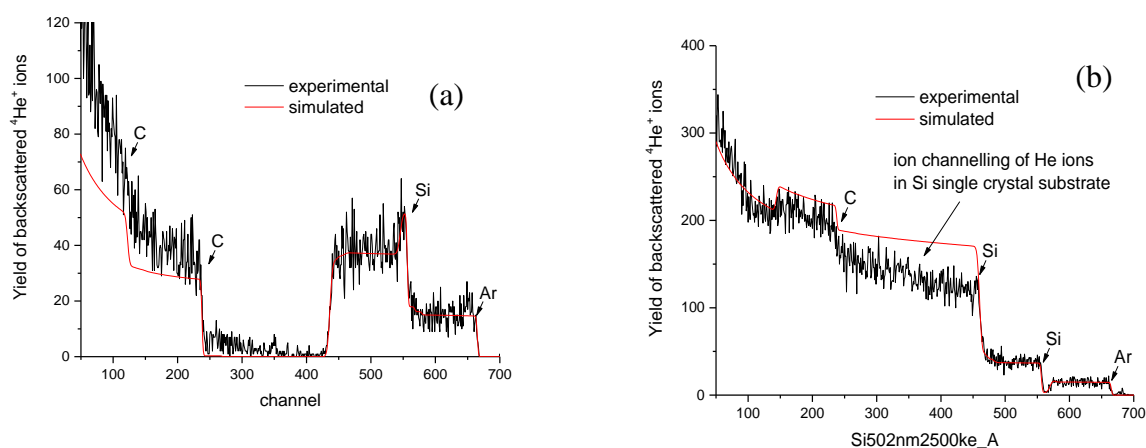 120
100
80
60
40
20
0
Yield of backscattered ⁴He⁺ ions
experimental
simulated
(a)
C
C
Si
Ar
100
200
300
400
500
600
700
channel
400
300
200
100
0
Yield of backscattered ⁴He⁺ ions
experimental
simulated
(b)
ion channelling of He ions
in Si single crystal substrate
C
Si
Si
Ar
100
200
300
400
500
600
700
Si502nm2500ke_A